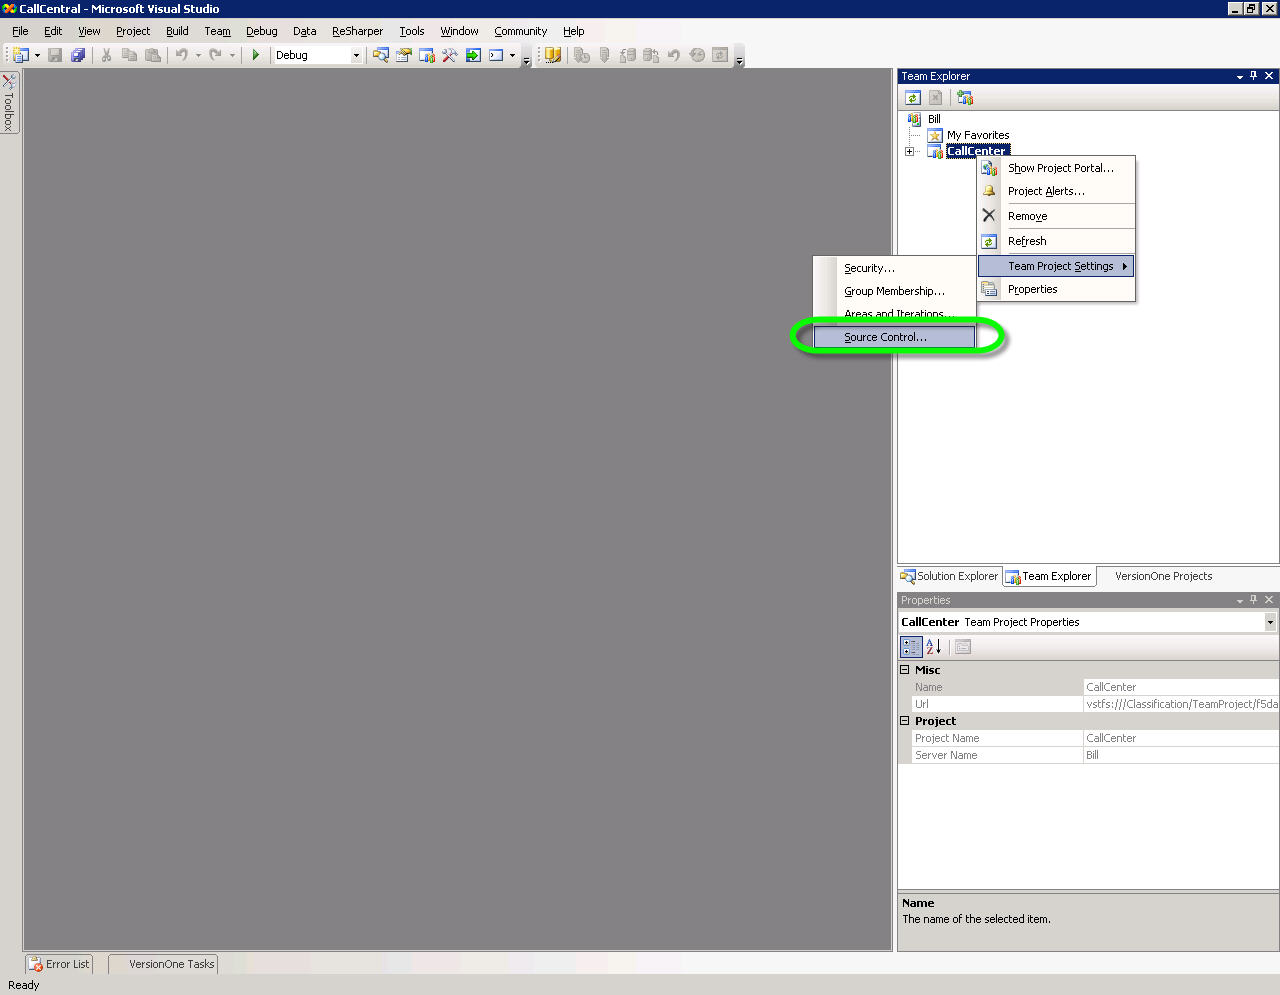 CallCentral - Microsoft Visual Studio
File Edit View Project Build Team Debug Data ReSharper Tools Window Community Help
Debug
Toolbox
Team Explorer
Bill
My Favorites
CallCenter
Show Project Portal...
Project Alerts...
Remove
Refresh
Team Project Settings
Properties
Security...
Group Membership...
Areas and Iterations...
Source Control...
Solution Explorer Team Explorer VersionOne Projects
Properties
CallCenter Team Project Properties
Misc
Name CallCenter
Url vstfs:///Classification/TeamProject/f5da
Project
Project Name CallCenter
Server Name Bill
Name
The name of the selected item.
Error List VersionOne Tasks
Ready